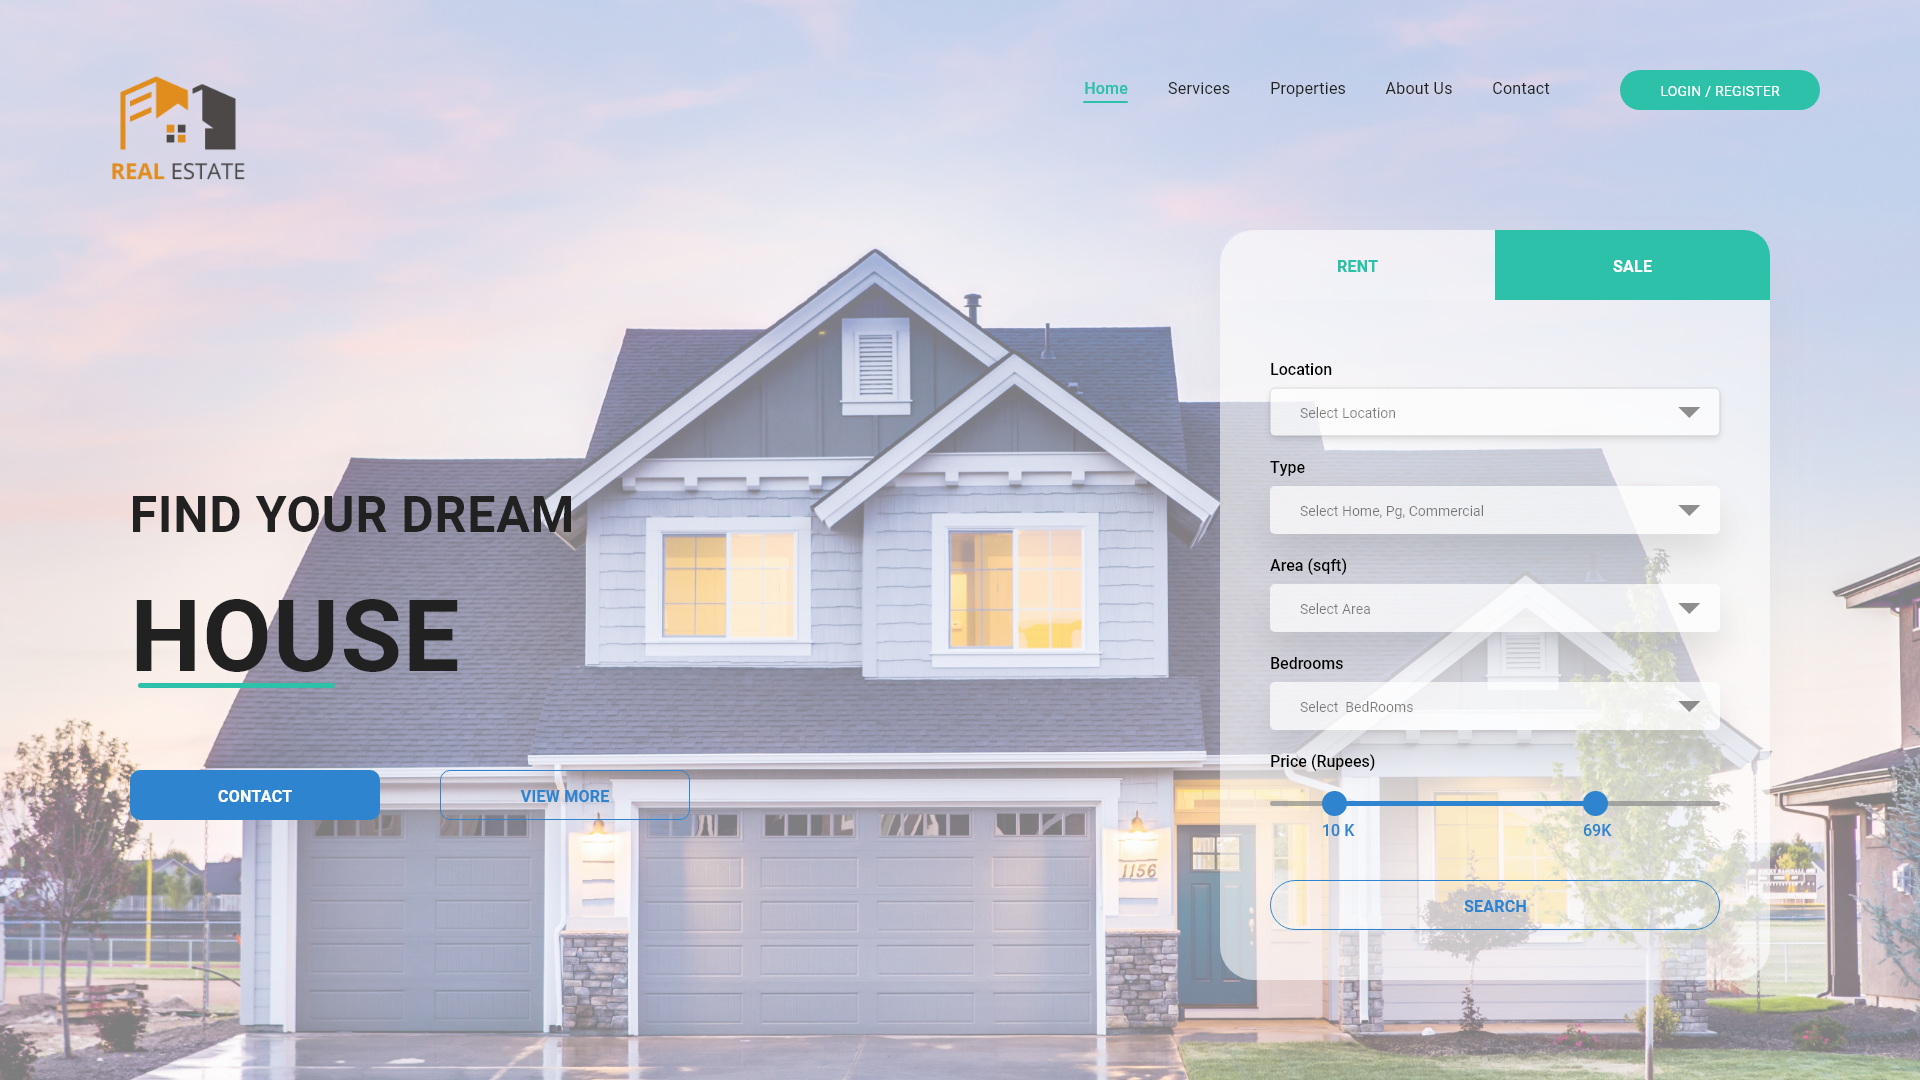 Home Services Properties About Us Contact LOGIN / REGISTER
REAL ESTATE
RENT SALE
Location
Select Location
Type
Select Home, Pg, Commercial
Area (sqft)
Select Area
Bedrooms
Select  BedRooms
Price (Rupees)
10 K 69K
SEARCH
FIND YOUR DREAM
HOUSE
CONTACT VIEW MORE
1156